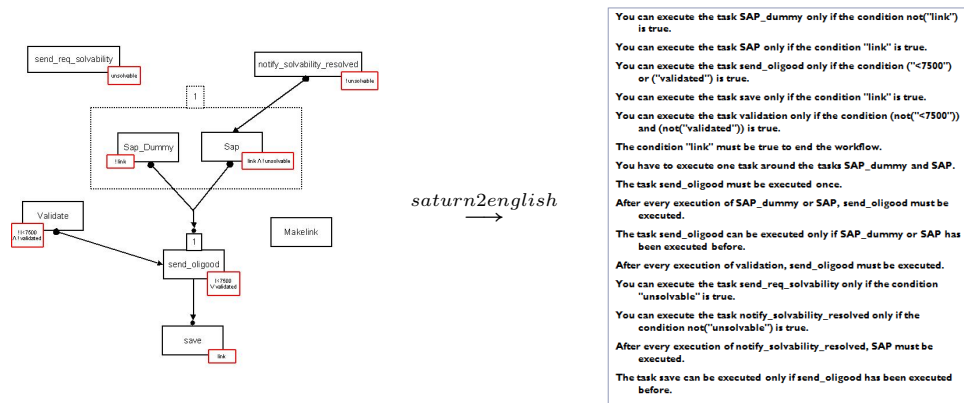 send_req_solvability
unsolvable
notify_solvability_resolved
! unsolvable
1
Sap_Dummy
! link
Sap
link Λ ! unsolvable
Validate
! <7500
Λ ! validated
1
send_oligood
! <7500
V validated
Makelink
save
link
saturn2english
You can execute the task SAP_dummy only if the condition not("link")
is true.
You can execute the task SAP only if the condition "link" is true.
You can execute the task send_oligood only if the condition ("<7500")
or ("validated") is true.
You can execute the task save only if the condition "link" is true.
You can execute the task validation only if the condition (not("<7500"))
and (not("validated")) is true.
The condition "link" must be true to end the workflow.
You have to execute one task around the tasks SAP_dummy and SAP.
The task send_oligood must be executed once.
After every execution of SAP_dummy or SAP, send_oligood must be
executed.
The task send_oligood can be executed only if SAP_dummy or SAP has
been executed before.
After every execution of validation, send_oligood must be executed.
You can execute the task send_req_solvability only if the condition
"unsolvable" is true.
You can execute the task notify_solvability_resolved only if the
condition not("unsolvable") is true.
After every execution of notify_solvability_resolved, SAP must be
executed.
The task save can be executed only if send_oligood has been executed
before.